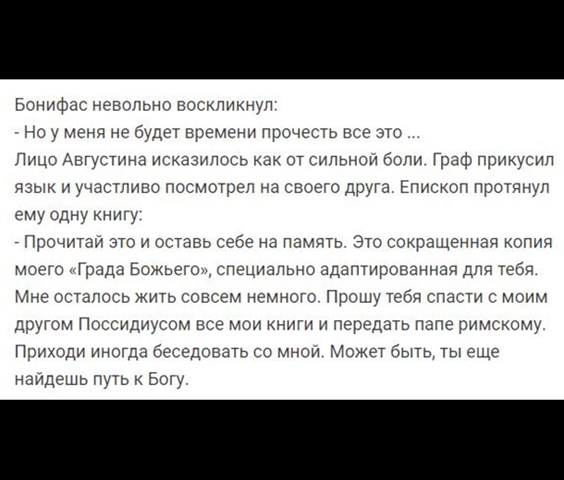 Бонифас невольно воскликнул:
- Но у меня не будет времени прочесть все это ...
Лицо Августина исказилось как от сильной боли. Граф прикусил
язык и участливо посмотрел на своего друга. Епископ протянул
ему одну книгу:
- Прочитай это и оставь себе на память. Это сокращенная копия
моего «Града Божьего», специально адаптированная для тебя.
Мне осталось жить совсем немного. Прошу тебя спасти с моим
другом Поссидиусом все мои книги и передать папе римскому.
Приходи иногда беседовать со мной. Может быть, ты еще
найдешь путь к Богу.